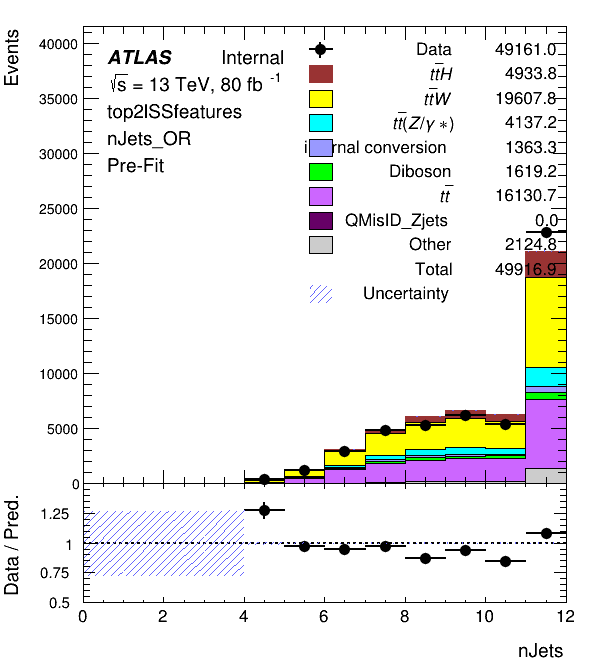 Events
ATLAS Internal
√s = 13 TeV, 80 fb -1
top2lSSfeatures
nJets_OR
Pre-Fit
Data 49161.0
tt̄H 4933.8
tt̄W 19607.8
tt̄(Z/γ *) 4137.2
internal conversion 1363.3
Diboson 1619.2
tt̄ 16130.7
QMisID_Zjets 0.0
Other 2124.8
Total 49916.9
Uncertainty
40000
35000
30000
25000
20000
15000
10000
5000
0
Data / Pred.
1.25
1
0.75
0.5
0 2 4 6 8 10 12
nJets